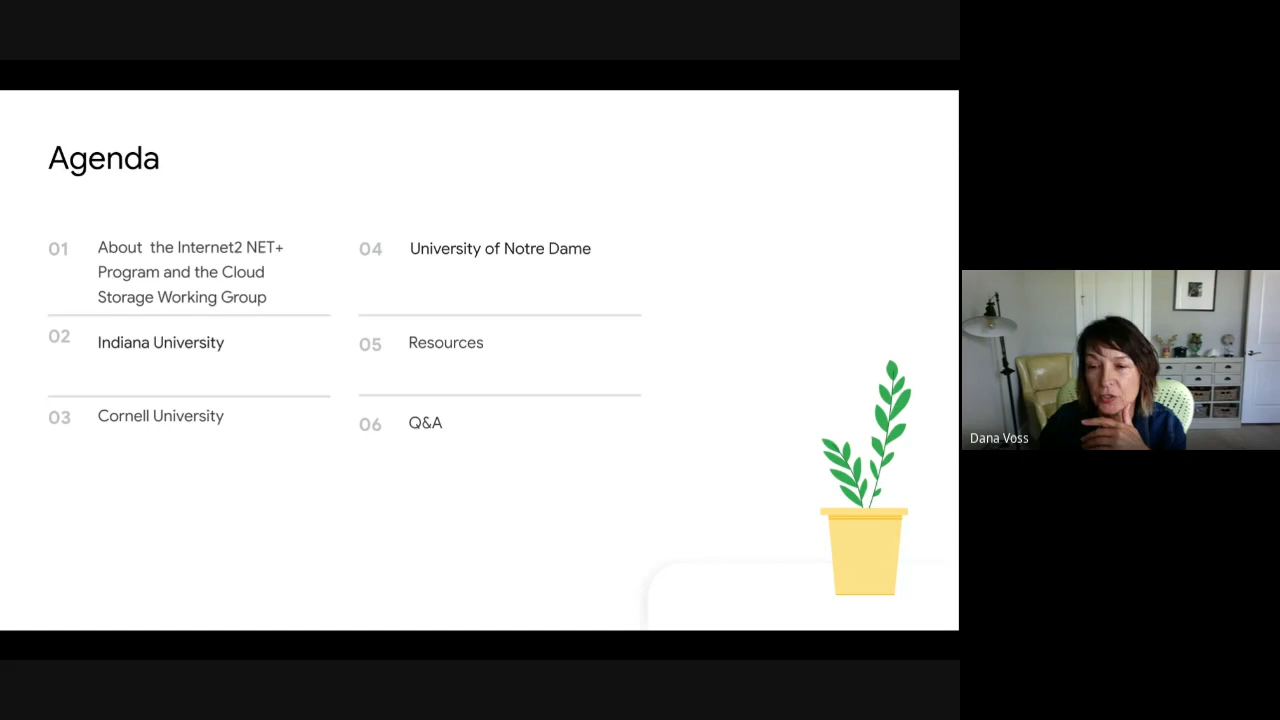 Agenda
01
About the Internet2 NET+
Program and the Cloud
Storage Working Group
02
Indiana University
03
Cornell University
04
University of Notre Dame
05
Resources
06
Q&A
Dana Voss